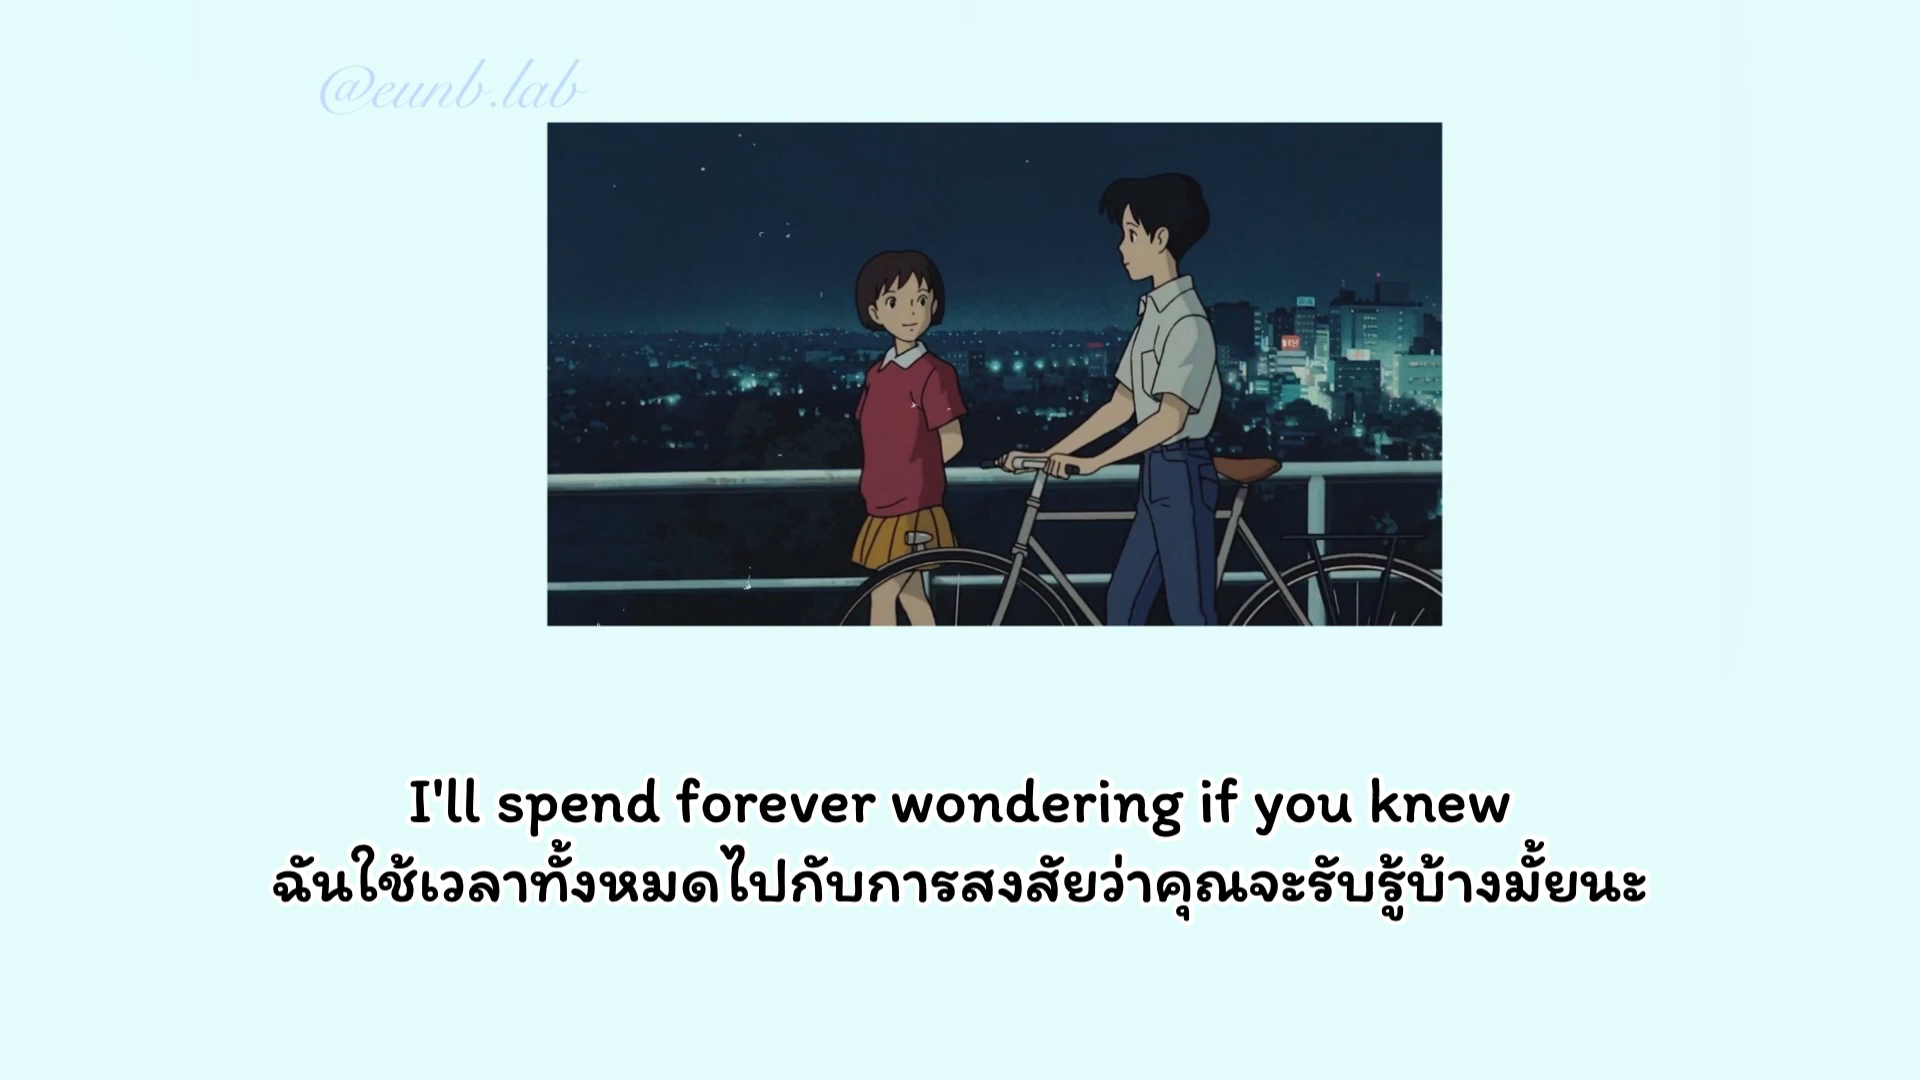 @eunb.lab
I'll spend forever wondering if you knew
ฉันใช้เวลาทั้งหมดไปกับการสงสัยว่าคุณจะรับรู้บ้างมั้ยนะ